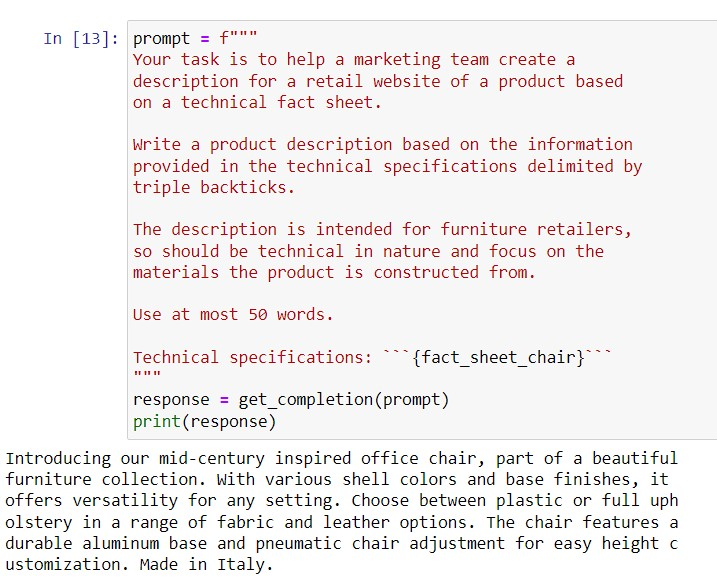 In [13]: prompt = f"""
Your task is to help a marketing team create a
description for a retail website of a product based
on a technical fact sheet.
Write a product description based on the information
provided in the technical specifications delimited by
triple backticks.
The description is intended for furniture retailers,
so should be technical in nature and focus on the
materials the product is constructed from.
Use at most 50 words.
Technical specifications: ```{fact_sheet_chair}```
"""
response = get_completion(prompt)
print(response)
Introducing our mid-century inspired office chair, part of a beautiful
furniture collection. With various shell colors and base finishes, it
offers versatility for any setting. Choose between plastic or full uph
olstery in a range of fabric and leather options. The chair features a
durable aluminum base and pneumatic chair adjustment for easy height c
ustomization. Made in Italy.